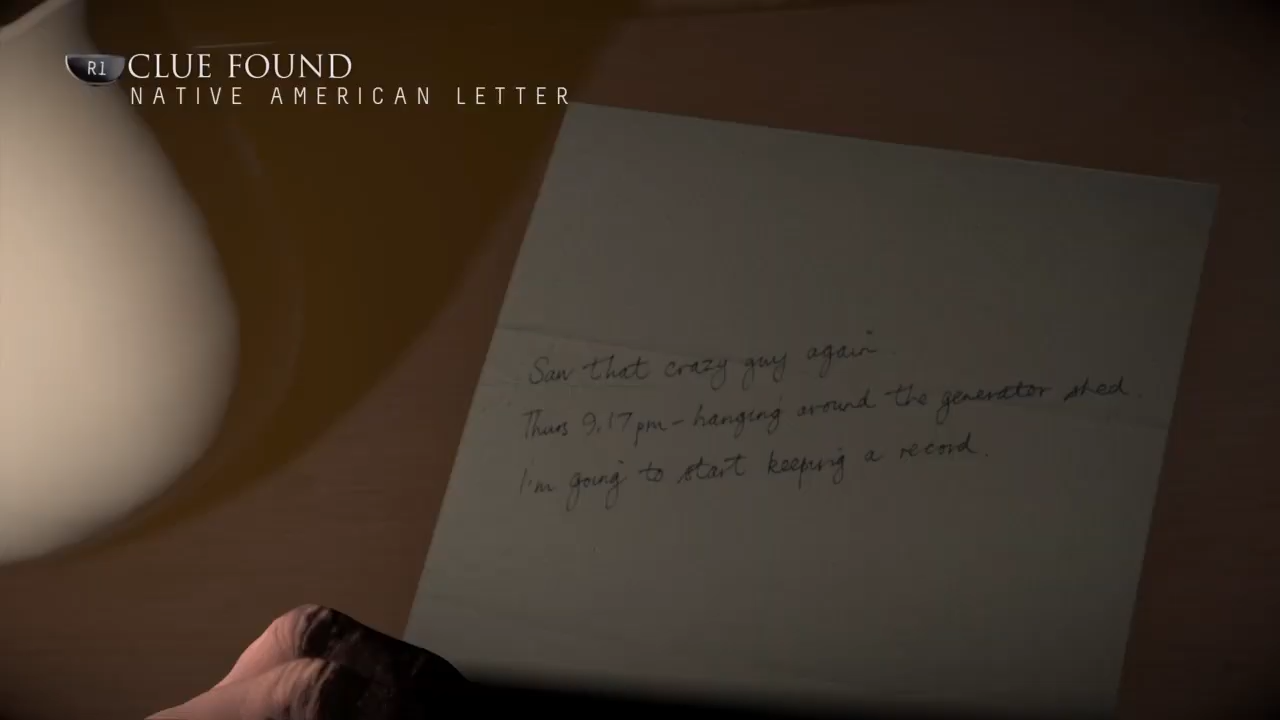 R1 CLUE FOUND
NATIVE AMERICAN LETTER
Saw that crazy guy again.
Thurs 9.17pm - hanging around the generator shed.
I'm going to start keeping a record.